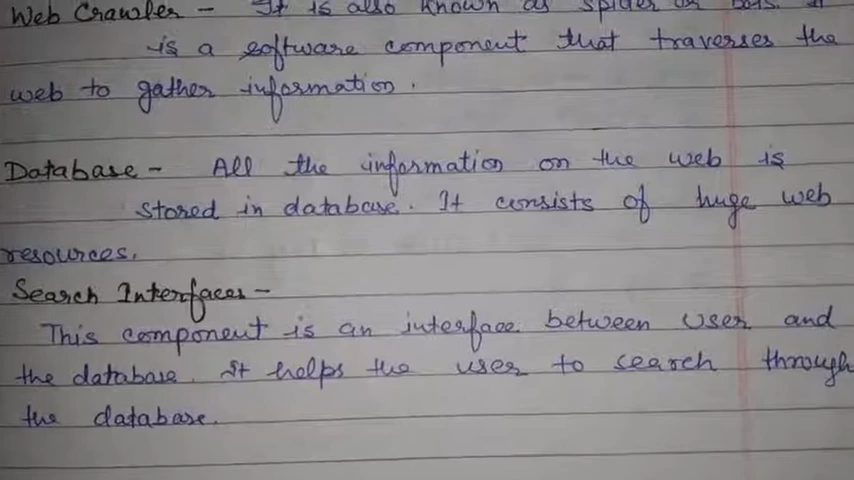 Web Crawler - It is also known as spider or bots. It
is a software component that traverses the
web to gather information.
Database - All the information on the web is
stored in database. It consists of huge web
resources.
Search Interfaces -
This component is an interface between user and
the database. It helps the user to search through
the database.